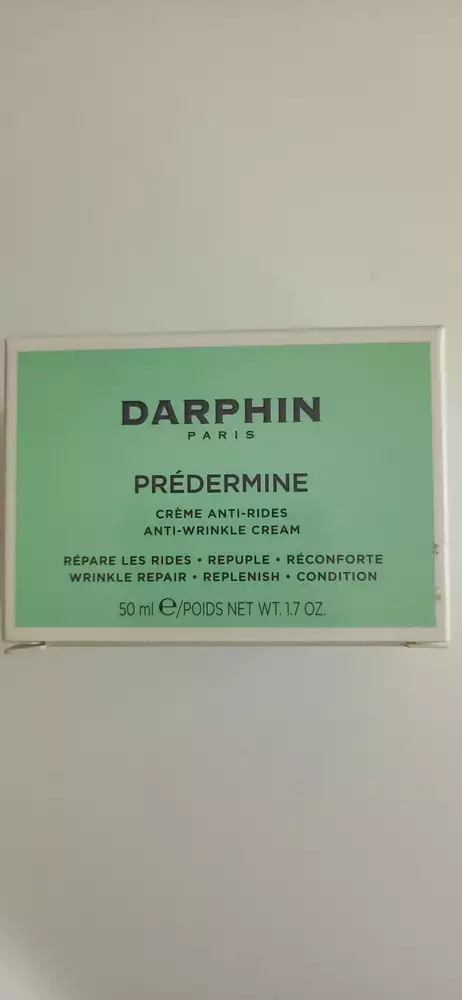 DARPHIN
PARIS
PRÉDERMINE
CRÈME ANTI-RIDES
ANTI-WRINKLE CREAM
RÉPARE LES RIDES • REPUPLE • RÉCONFORTE
WRINKLE REPAIR • REPLENISH • CONDITION
50 ml ℮/POIDS NET WT. 1.7 OZ.